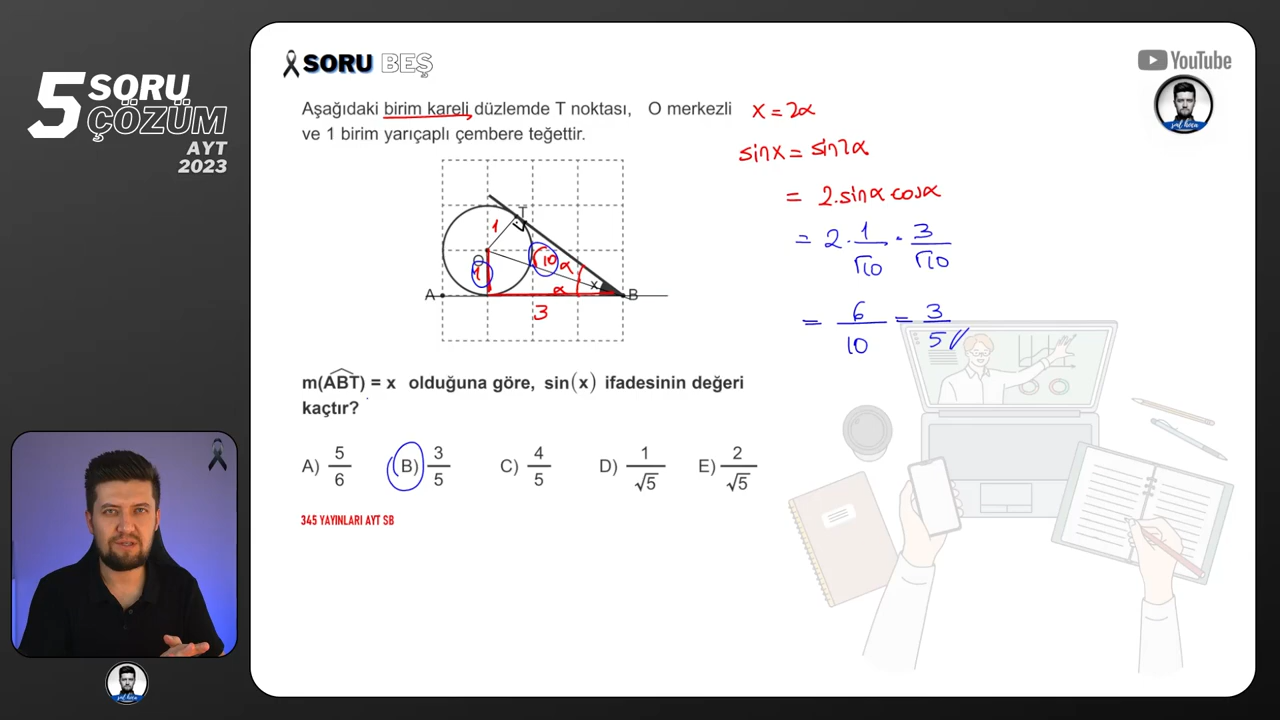 5 SORU
ÇÖZÜM
AYT
2023
SORU BEŞ
YouTube
Aşağıdaki birim kareli düzlemde T noktası, O merkezli
ve 1 birim yarıçaplı çembere teğettir.
x = 2α
sinx = sin2α
= 2.sinα cosα
= 2 · 1/√10 · 3/√10
= 6/10 = 3/5
T
1
O
1
√10
α
α
x
A
B
3
m(ABT) = x olduğuna göre, sin(x) ifadesinin değeri
kaçtır?
A) 5/6 B) 3/5 C) 4/5 D) 1/√5 E) 2/√5
345 YAYINLARI AYT SB